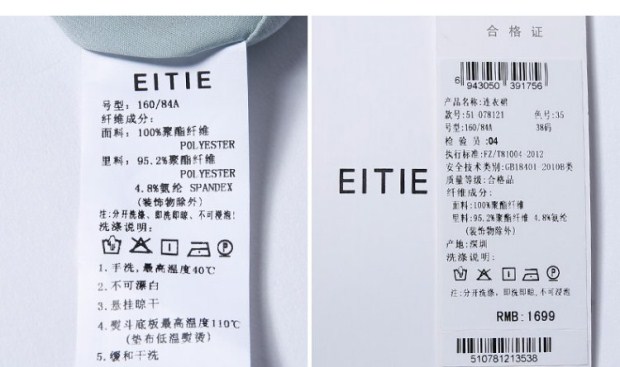 EITIE
号型: 160/84A
纤维成分:
面料: 100%聚酯纤维
POLYESTER
里料: 95.2%聚酯纤维
POLYESTER
4.8%氨纶 SPANDEX
(装饰物除外)
注:分开洗涤、即洗即晾、不可浸泡!
洗涤说明:
1.手洗,最高温度40℃
2.不可漂白
3.悬挂晾干
4.熨斗底板最高温度110℃
(垫布低温熨烫)
5.缓和干洗
EITIE
合格证
6 943050 391756
产品名称:连衣裙
款号:51 078121 色号:35
号型:160/84A 38码
检验员:04
执行标准:FZ/T81004-2012
安全技术类别:GB18401-2010B类
质量等级:合格品
纤维成分:
面料:100%聚酯纤维
里料:95.2%聚酯纤维 4.8%氨纶
(装饰物除外)
产地:深圳
洗涤说明:
注:分开洗涤,即洗即晾、不可浸泡!
RMB:1699
510781213538